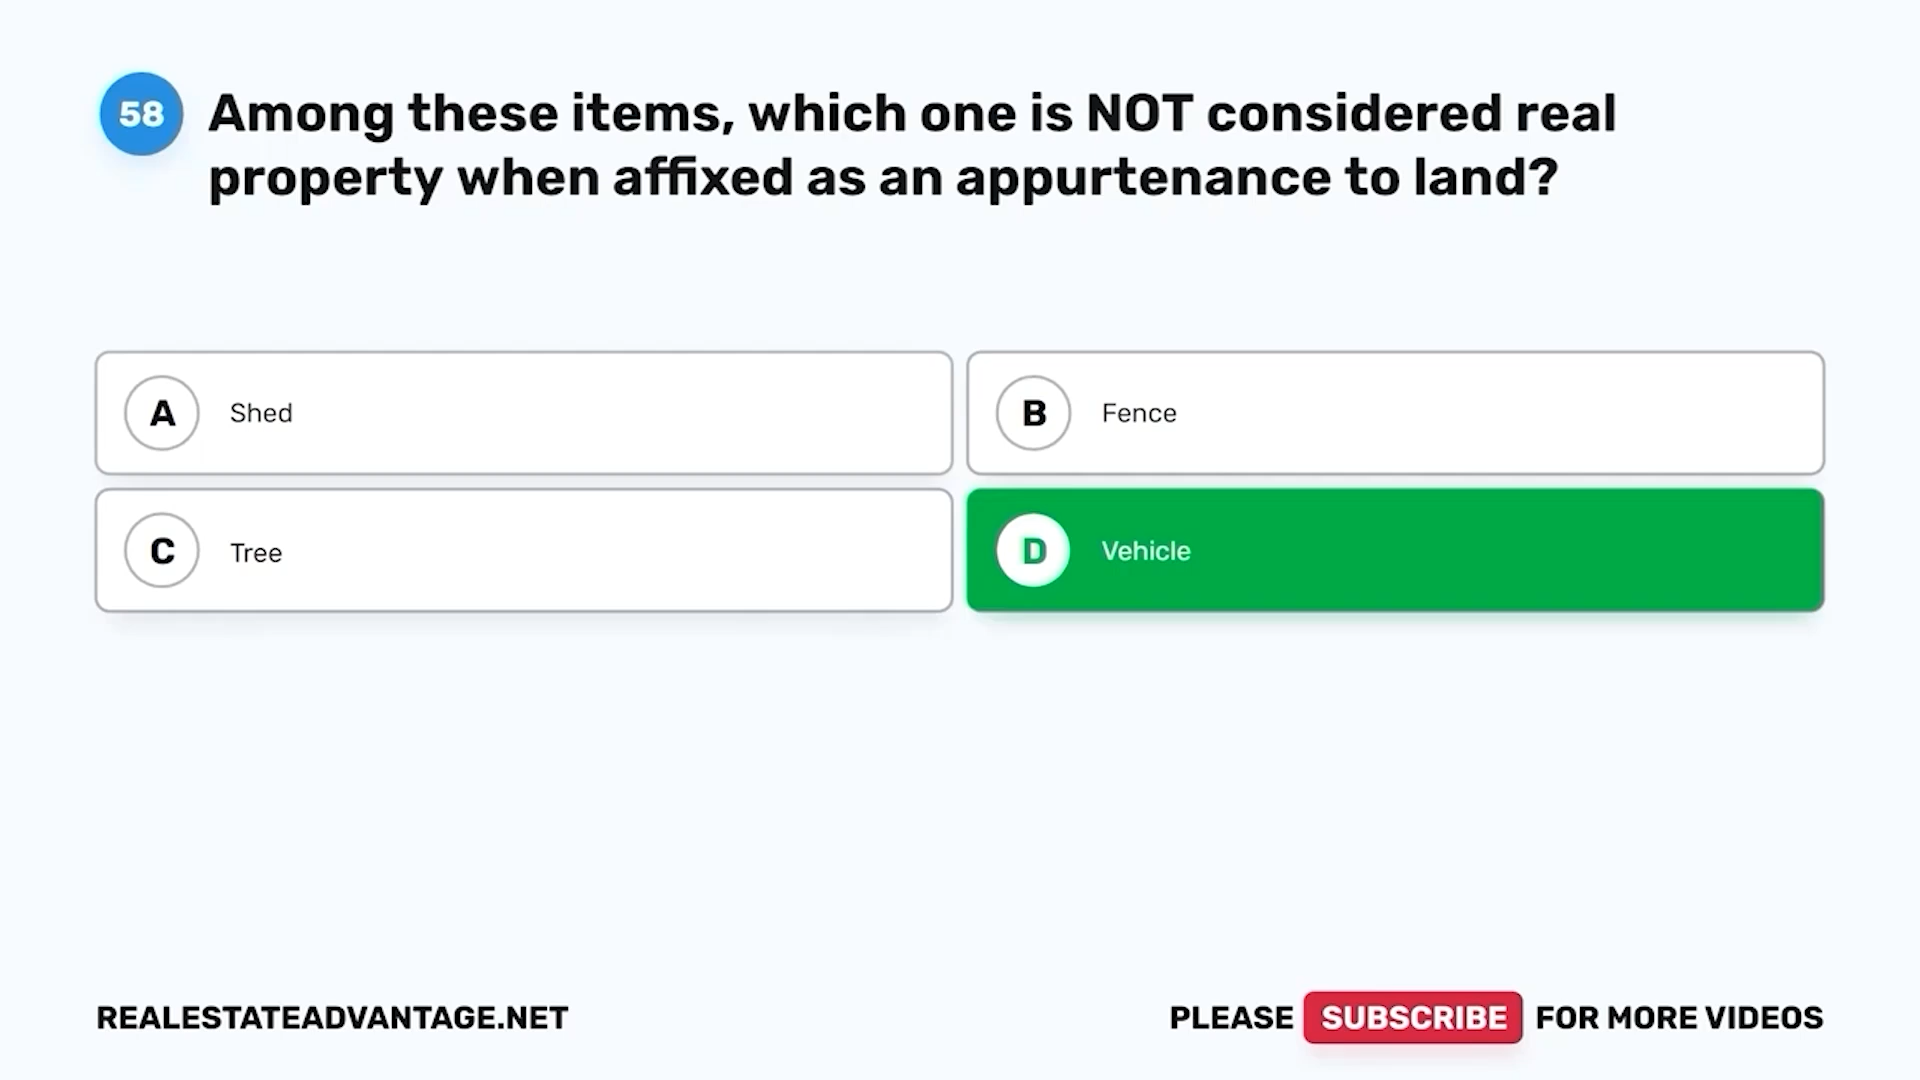 58
Among these items, which one is NOT considered real
property when affixed as an appurtenance to land?
A Shed
B Fence
C Tree
D Vehicle
REALESTATEADVANTAGE.NET
PLEASE SUBSCRIBE FOR MORE VIDEOS